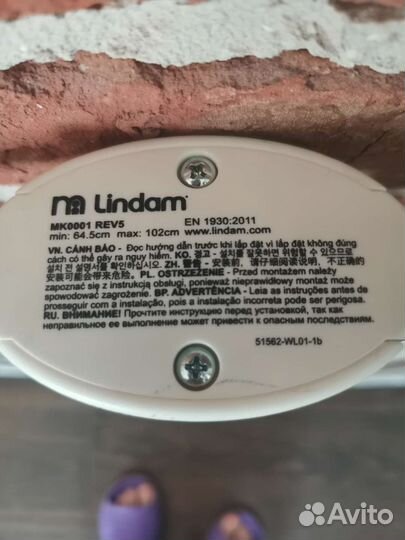 m Lindam
MK0001 REV5 EN 1930:2011
min: 64.5cm max: 102cm www.lindam.com
VN. CẢNH BÁO - Đọc hướng dẫn trước khi lắp đặt vì lắp đặt không đúng
cách có thể gây ra nguy hiểm. KO. 경고 - 설치를 잘못하면 위험할 수 있으므로
설치 전 설명서를 확인하십시오. ZH. 警告 - 安装前，请仔细阅读说明，不正确的
安装可能会带来危险。 PL. OSTRZEŻENIE - Przed montażem należy
zapoznać się z instrukcją obsługi, ponieważ nieprawidłowy montaż może
spowodować zagrożenie. BP. ADVERTÊNCIA - Leia as instruções antes de
prosseguir com a instalação, pois a instalação incorreta pode ser perigosa.
RU. ВНИМАНИЕ! Прочтите инструкцию перед установкой, так как
неправильное ее выполнение может привести к опасным последствиям.
51562-WL01-1b
Avito